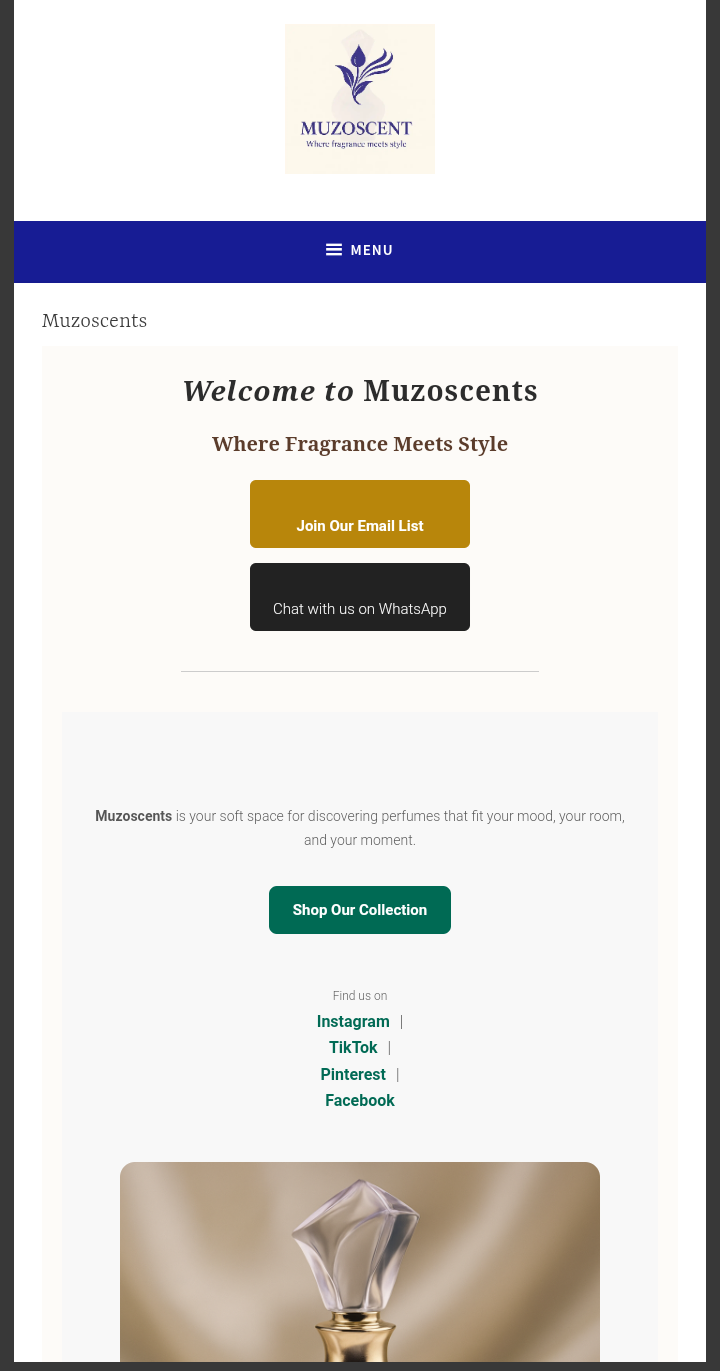 MUZOSCENT
Where fragrance meets style
MENU
Muzoscents
Welcome to Muzoscents
Where Fragrance Meets Style
Join Our Email List
Chat with us on WhatsApp
Muzoscents is your soft space for discovering perfumes that fit your mood, your room,
and your moment.
Shop Our Collection
Find us on
Instagram |
TikTok |
Pinterest |
Facebook